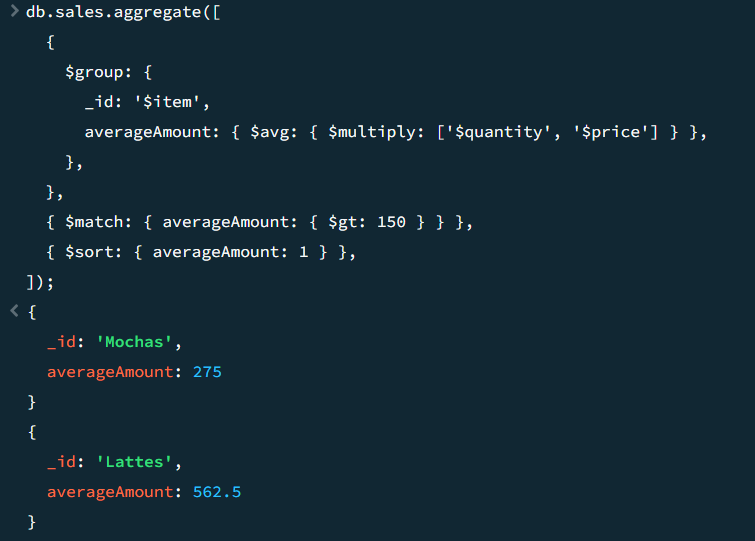 > db.sales.aggregate([
  {
    $group: {
      _id: '$item',
      averageAmount: { $avg: { $multiply: ['$quantity', '$price'] } },
    },
  },
  { $match: { averageAmount: { $gt: 150 } } },
  { $sort: { averageAmount: 1 } },
]);
< {
  _id: 'Mochas',
  averageAmount: 275
}
{
  _id: 'Lattes',
  averageAmount: 562.5
}